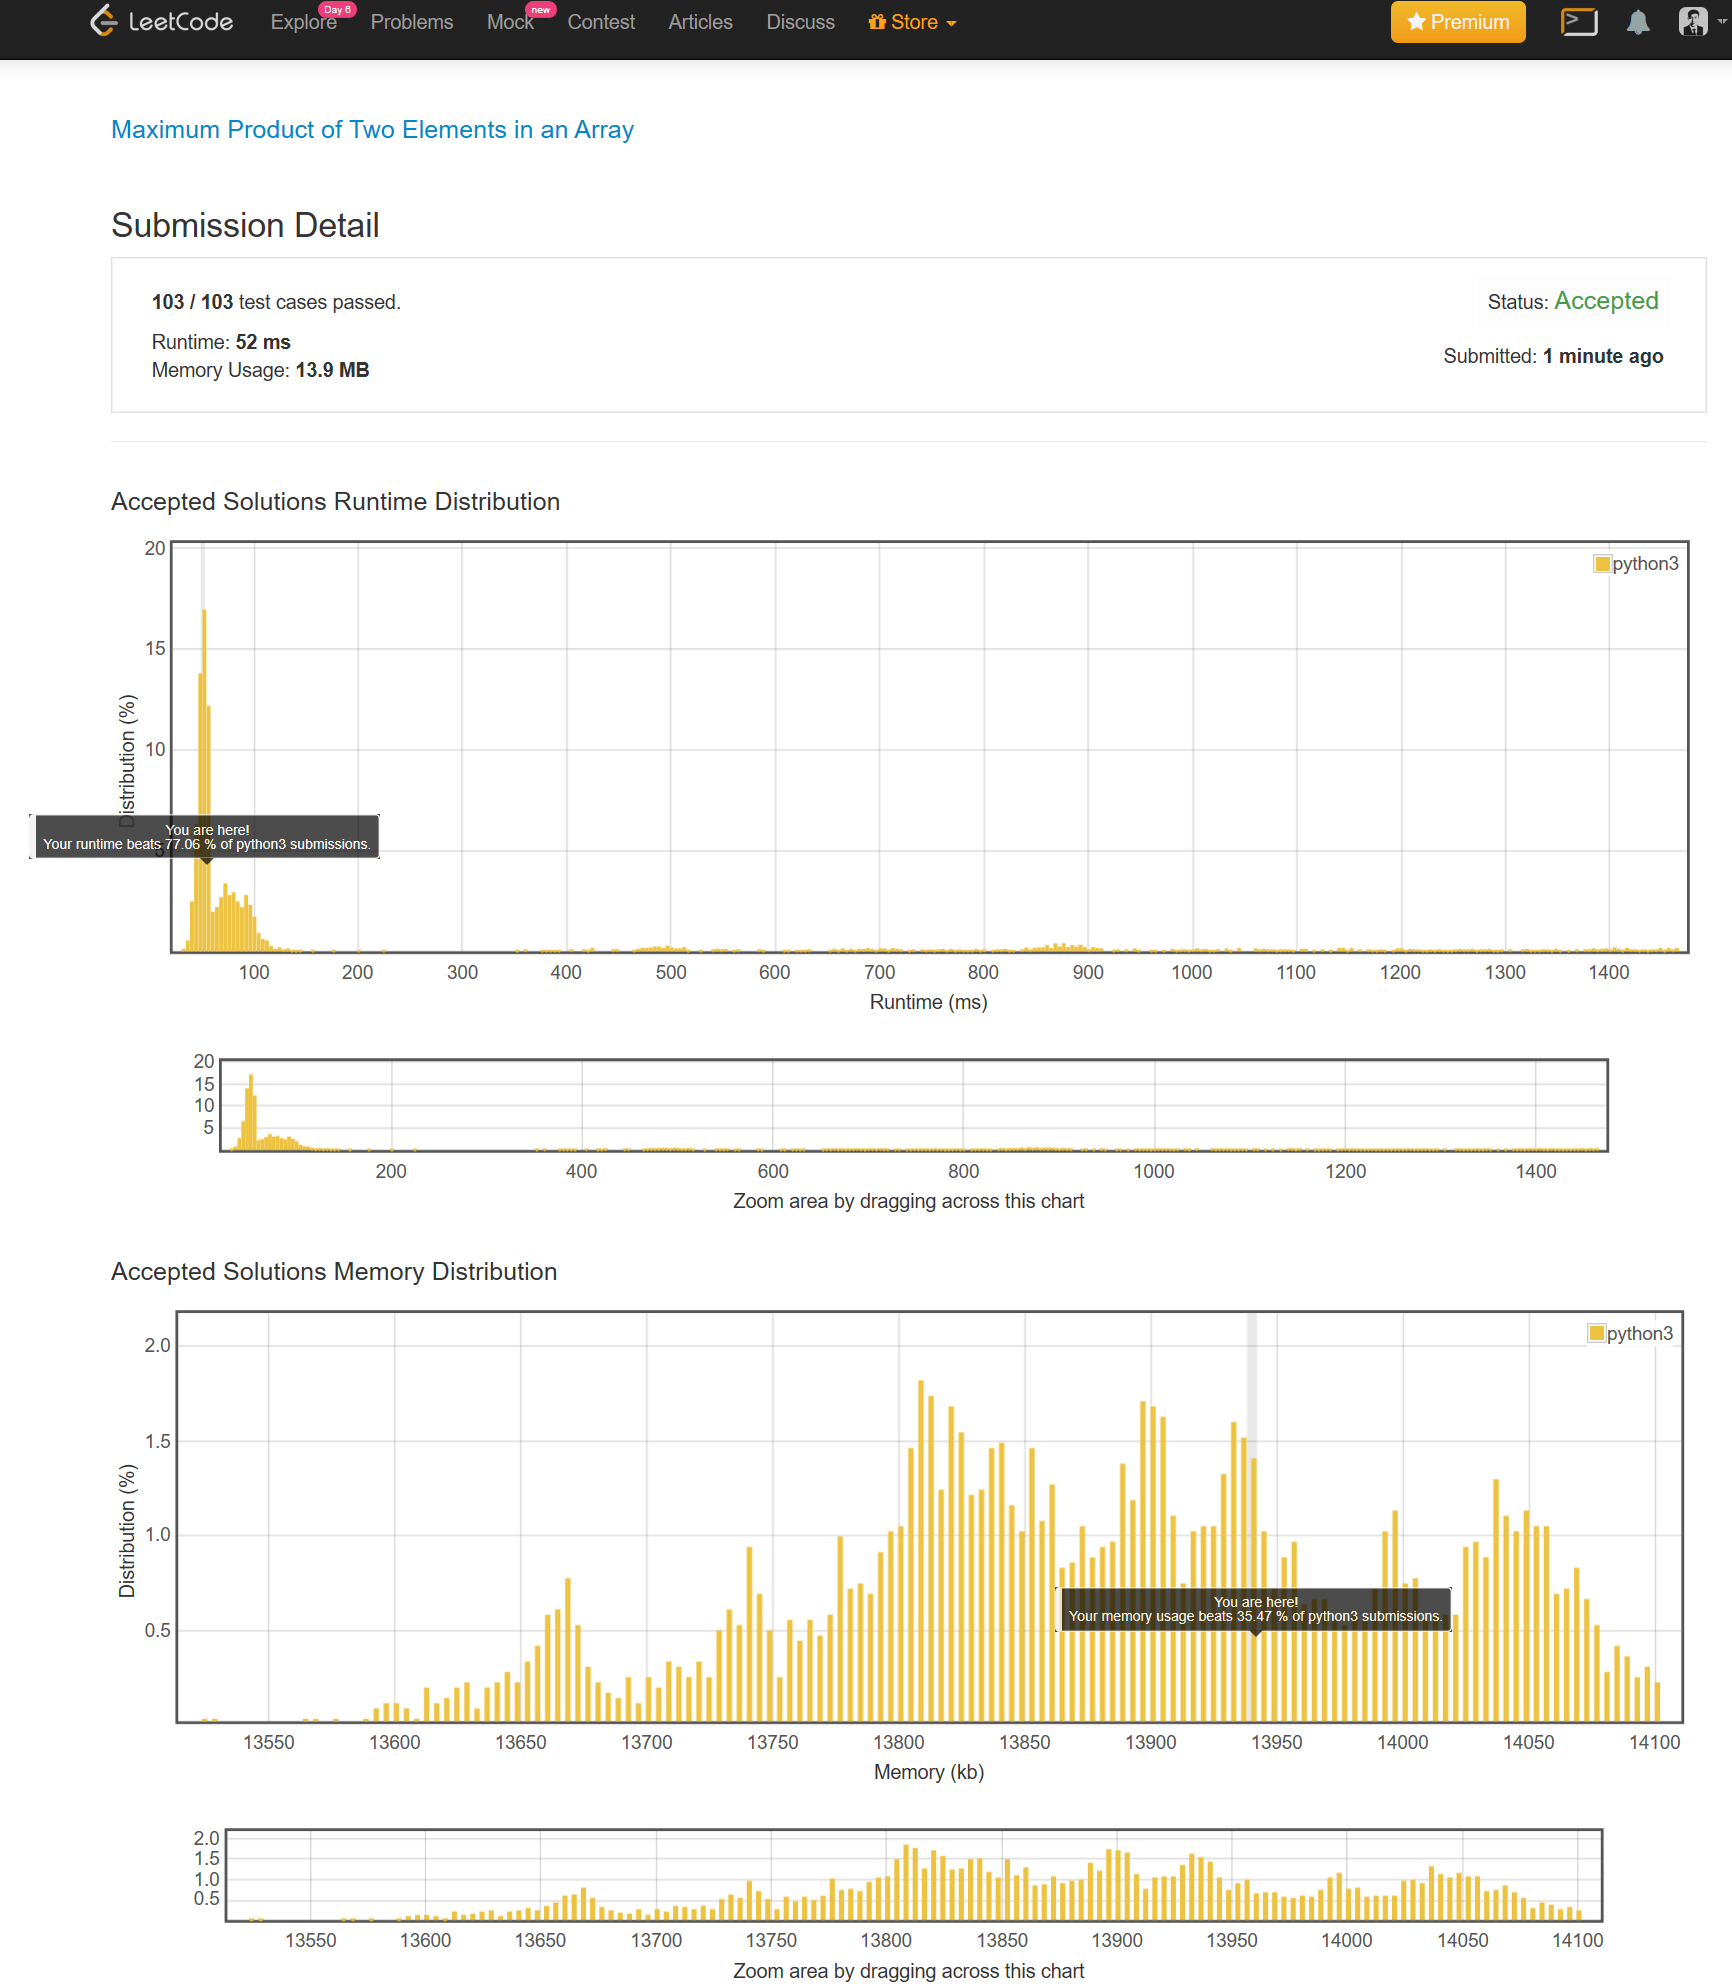 LeetCode Explore Day 6 Problems Mock new Contest Articles Discuss Store Premium
Maximum Product of Two Elements in an Array
Submission Detail
103 / 103 test cases passed.
Status: Accepted
Runtime: 52 ms
Submitted: 1 minute ago
Memory Usage: 13.9 MB
Accepted Solutions Runtime Distribution
20
15
10
5
Distribution (%)
python3
You are here!
Your runtime beats 77.06 % of python3 submissions.
100 200 300 400 500 600 700 800 900 1000 1100 1200 1300 1400
Runtime (ms)
20
15
10
5
200 400 600 800 1000 1200 1400
Zoom area by dragging across this chart
Accepted Solutions Memory Distribution
2.0
1.5
1.0
0.5
Distribution (%)
python3
You are here!
Your memory usage beats 35.47 % of python3 submissions.
13550 13600 13650 13700 13750 13800 13850 13900 13950 14000 14050 14100
Memory (kb)
2.0
1.5
1.0
0.5
13550 13600 13650 13700 13750 13800 13850 13900 13950 14000 14050 14100
Zoom area by dragging across this chart